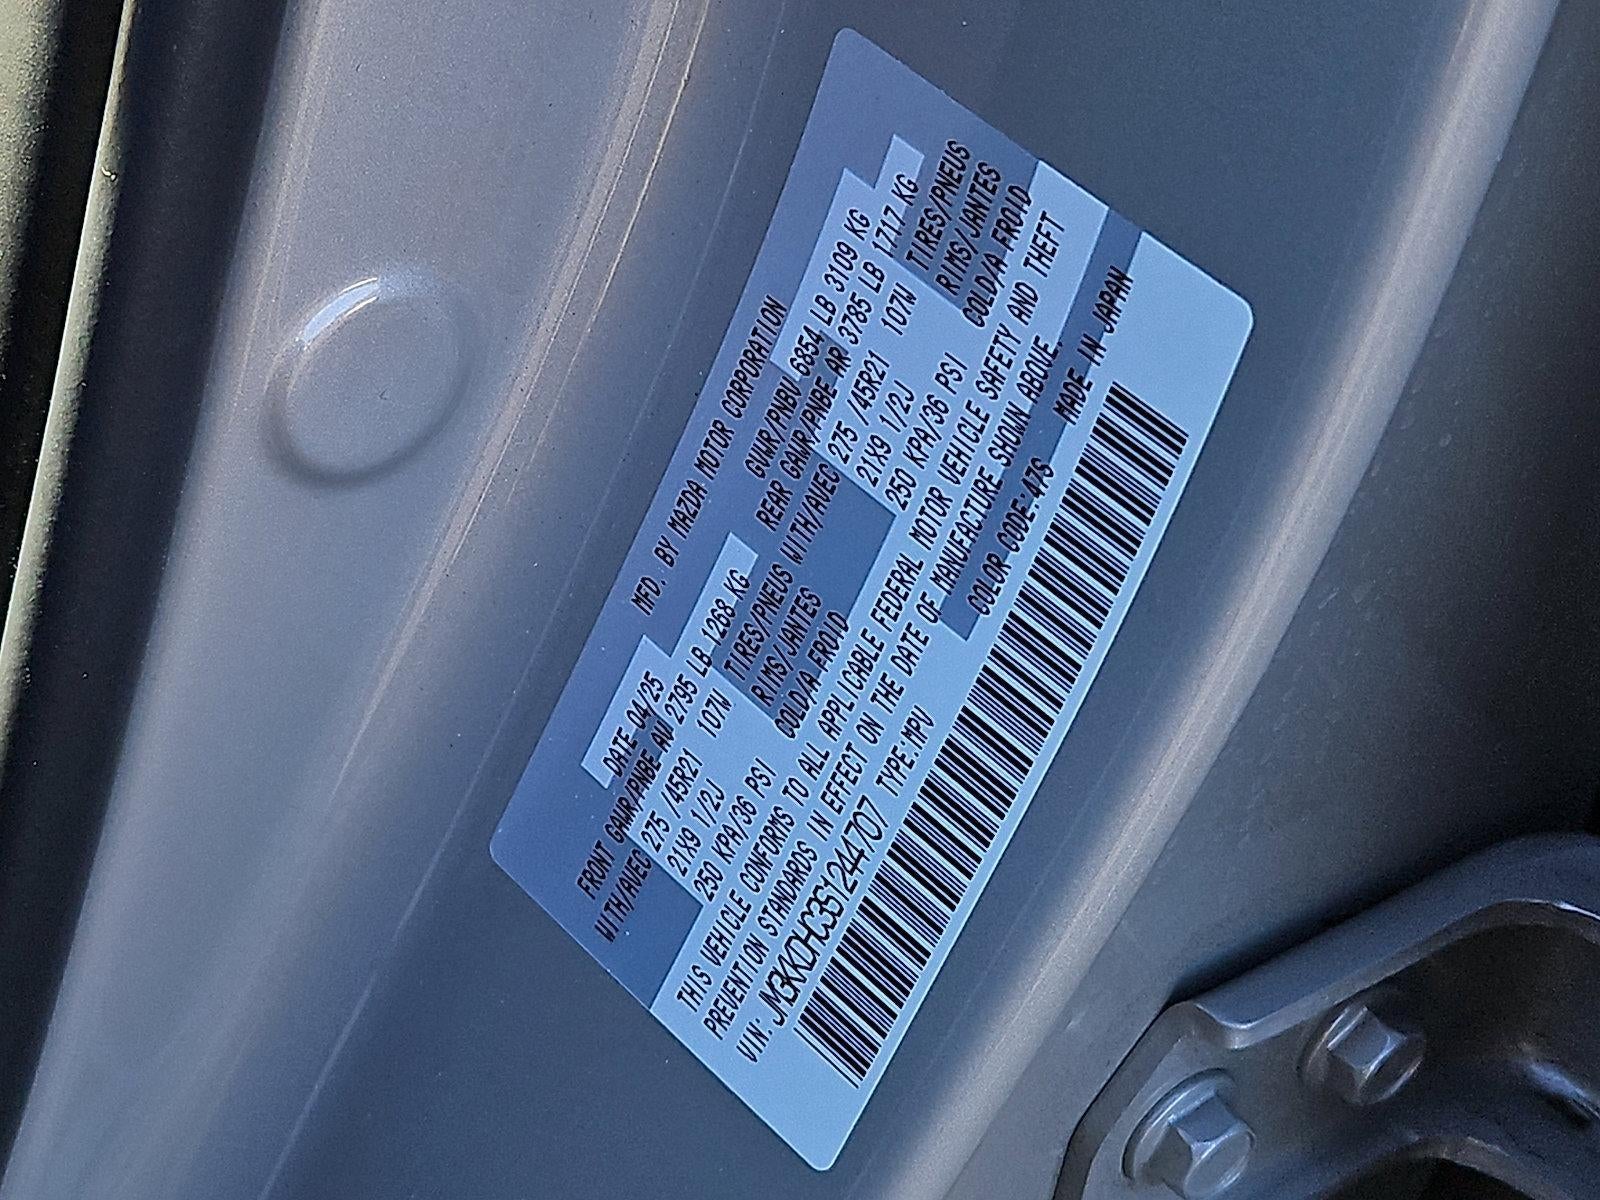 MFD. BY MAZDA MOTOR CORPORATION
DATE 04/25 GVWR/PNBV 6854 LB 3109 KG
FRONT GAWR/PNBE AV 2795 LB 1268 KG REAR GAWR/PNBE AR 3785 LB 1717 KG
WITH/AVEC 275 /45R21 107W TIRES/PNEUS WITH/AVEC 275 /45R21 107W TIRES/PNEUS
21X9 1/2J RIMS/JANTES 21X9 1/2J RIMS/JANTES
250 KPA/36 PSI COLD/A FROID 250 KPA/36 PSI COLD/A FROID
THIS VEHICLE CONFORMS TO ALL APPLICABLE FEDERAL MOTOR VEHICLE SAFETY AND THEFT
PREVENTION STANDARDS IN EFFECT ON THE DATE OF MANUFACTURE SHOWN ABOVE.
VIN: JM3KKDHC3S1244707 TYPE:MPV COLOR CODE:47S MADE IN JAPAN